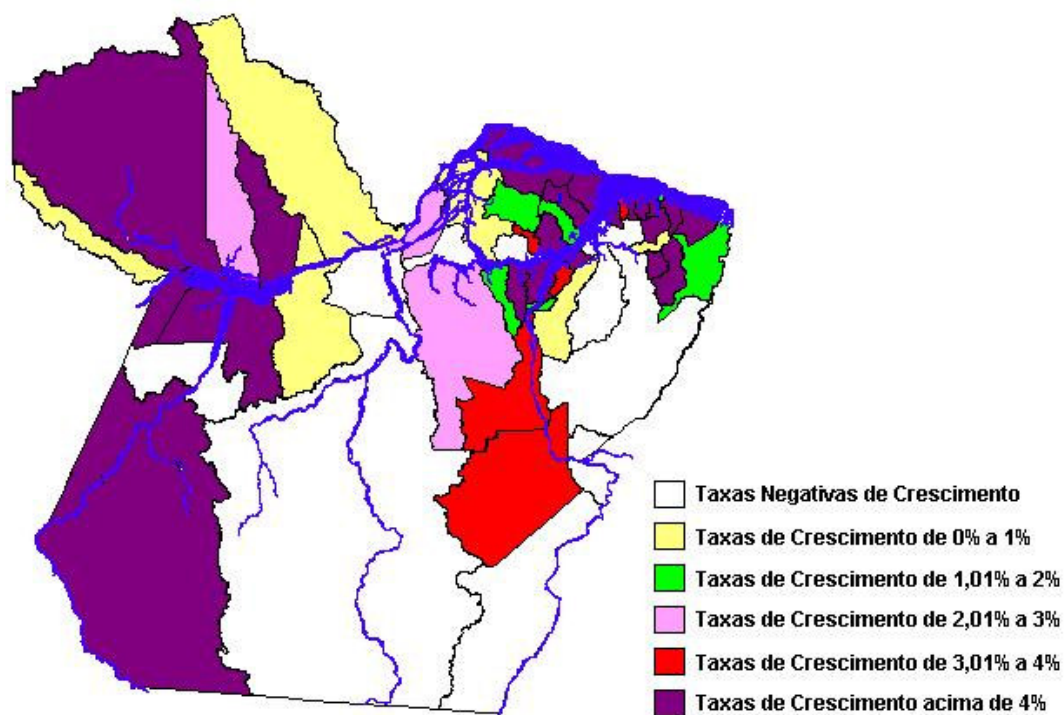 Taxas Negativas de Crescimento
Taxas de Crescimento de 0% a 1%
Taxas de Crescimento de 1,01% a 2%
Taxas de Crescimento de 2,01% a 3%
Taxas de Crescimento de 3,01% a 4%
Taxas de Crescimento acima de 4%